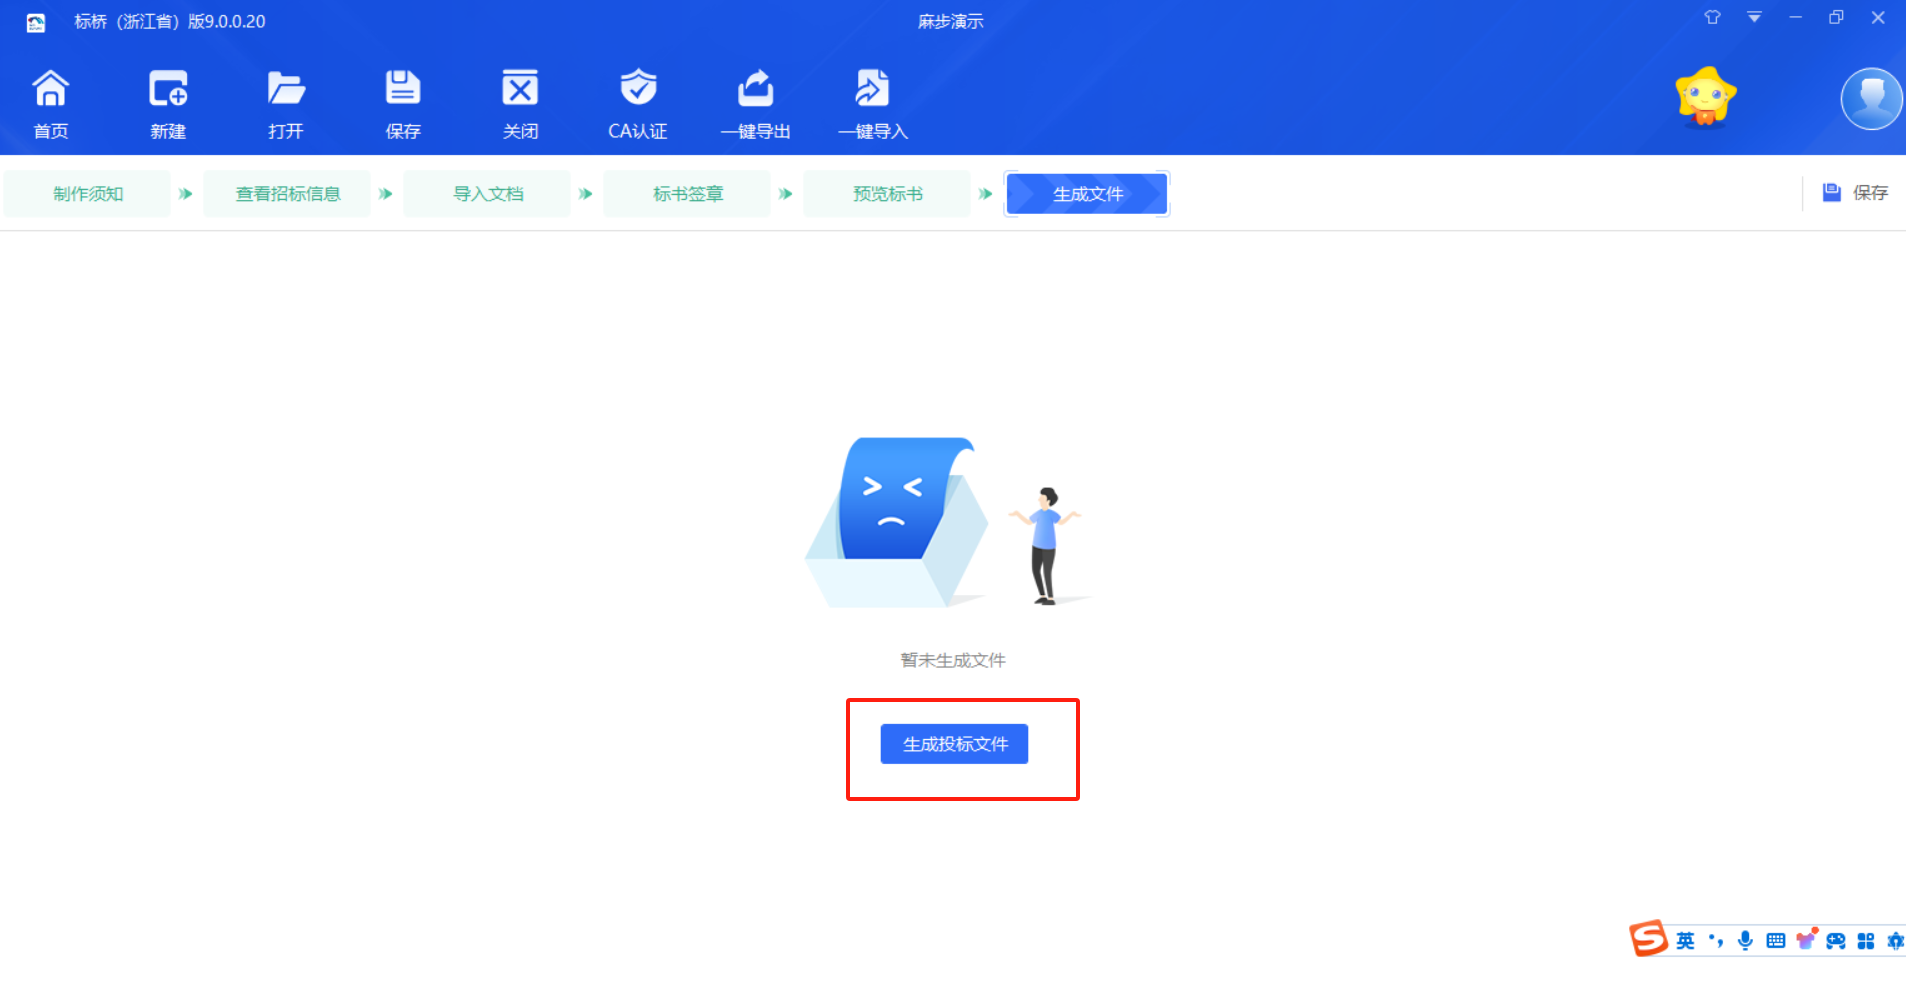 标桥（浙江省）版9.0.0.20
麻步演示
首页
新建
打开
保存
关闭
CA认证
一键导出
一键导入
制作须知
查看招标信息
导入文档
标书签章
预览标书
生成文件
保存
暂未生成文件
生成投标文件
英